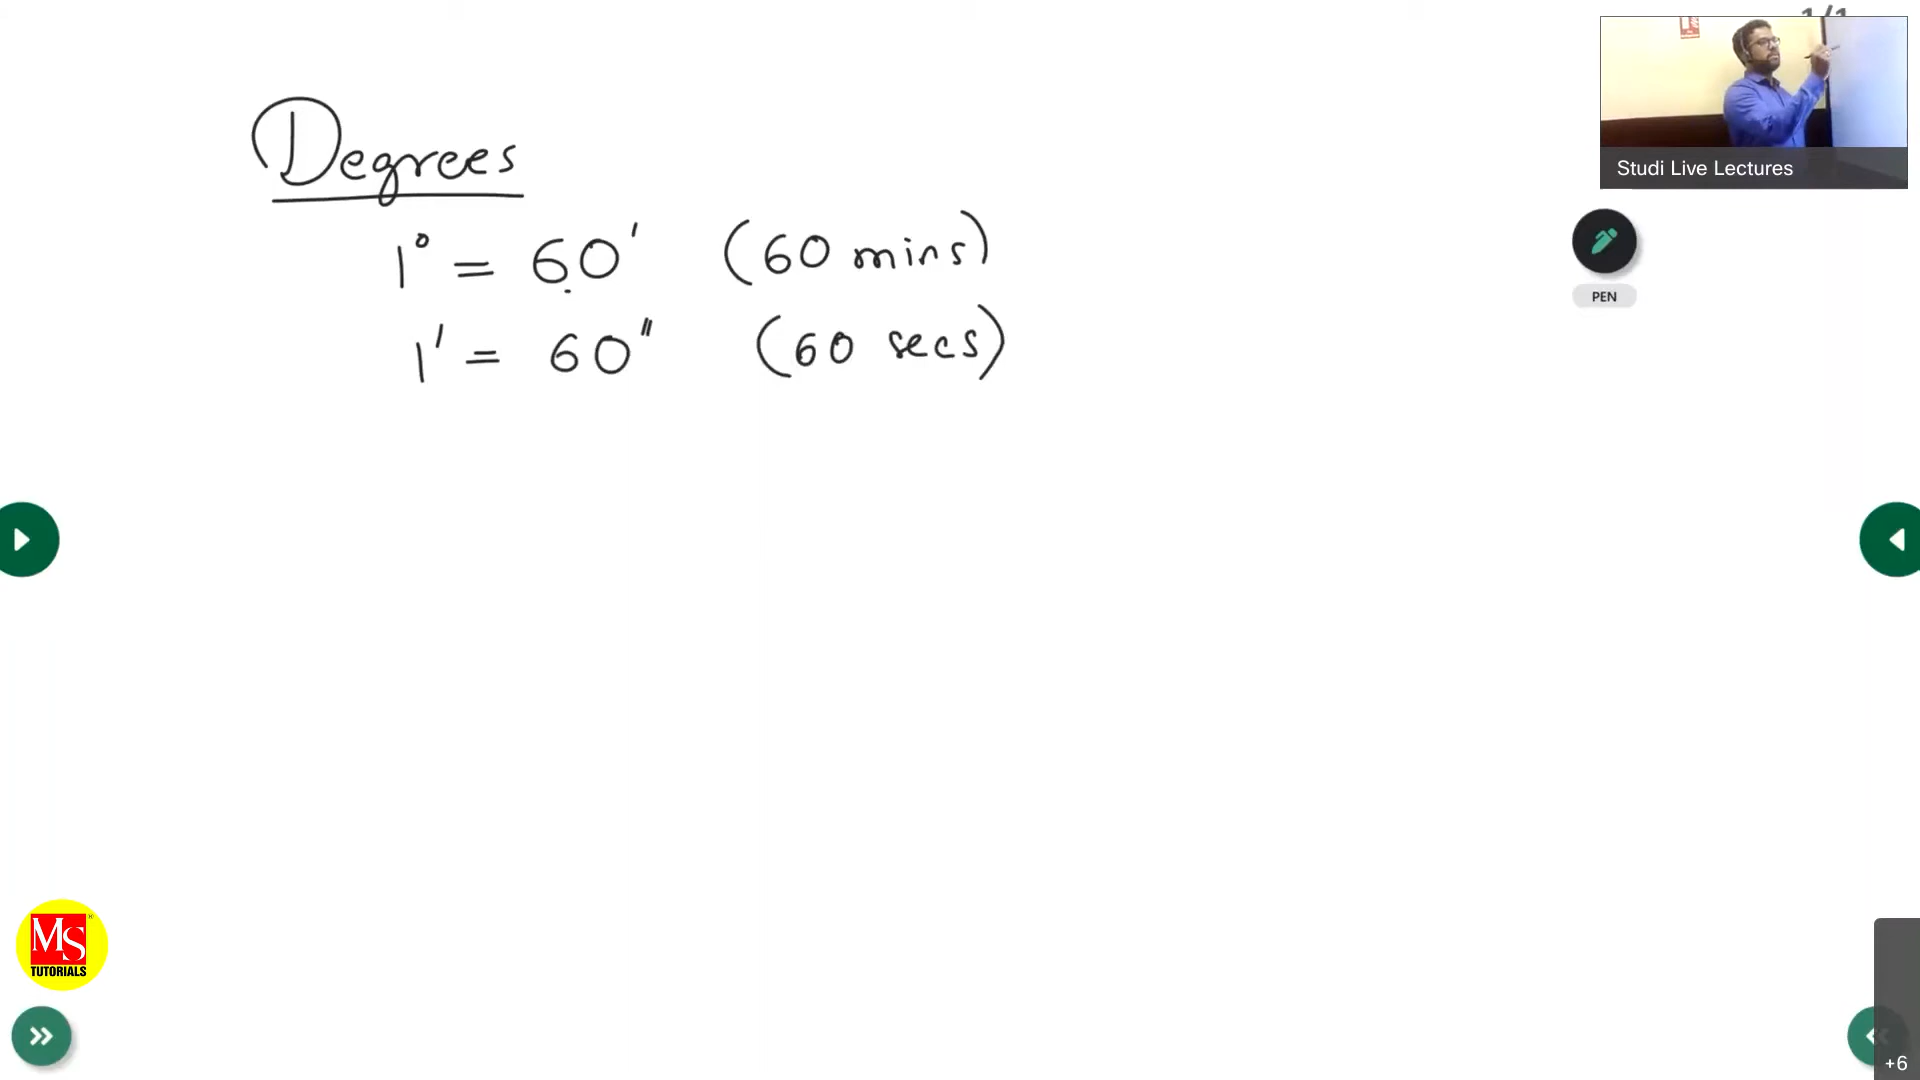 Degrees
1° = 60' (60 mins)
1' = 60" (60 secs)
Studi Live Lectures
PEN
MS
TUTORIALS
+6